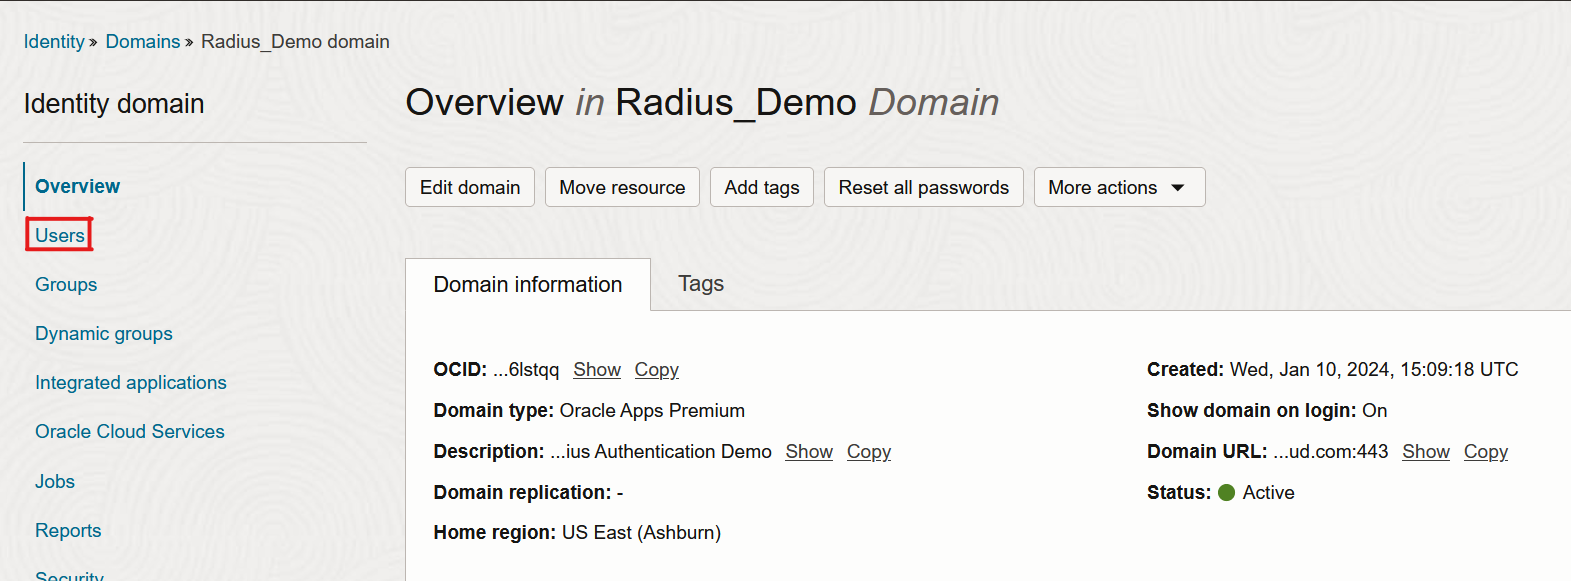 Identity » Domains » Radius_Demo domain
Identity domain
Overview
Users
Groups
Dynamic groups
Integrated applications
Oracle Cloud Services
Jobs
Reports
Security
Overview in Radius_Demo Domain
Edit domain
Move resource
Add tags
Reset all passwords
More actions
Domain information
Tags
OCID: ...6lstqq Show Copy
Domain type: Oracle Apps Premium
Description: ...ius Authentication Demo Show Copy
Domain replication: -
Home region: US East (Ashburn)
Created: Wed, Jan 10, 2024, 15:09:18 UTC
Show domain on login: On
Domain URL: ...ud.com:443 Show Copy
Status: Active